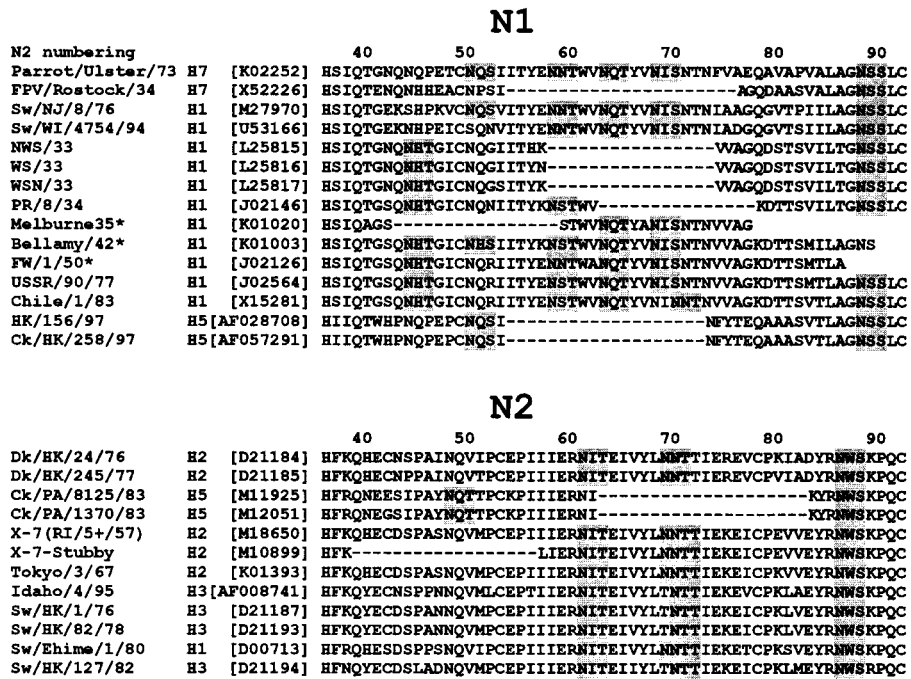 N1
N2 numbering 40 50 60 70 80 90
Parrot/Ulster/73 H7 [K02252] HSIQTGNQNQPETCNQSIITYENNTWVNQTYVNISNTNFVAEQAVAPVALAGNSSLC
FPV/Rostock/34 H7 [X52226] HSIQTENQNHHEACNPSI----------------------AGQDAASVTLAGNSSLC
Sw/NJ/8/76 H1 [M27970] HSIQTGEKSHPKVCNQSVITYENNTWVNQTYVNISNTNIAAGQGVTPIILAGNSSLC
Sw/WI/4754/94 H1 [U53166] HSIQTGEKNHPEICSQNVITYENNTWVNQTYVNISNTNIADGQGVTSIILAGNSSLC
NWS/33 H1 [L25815] HSIQTGNQNHTGICNQGIITHK----------------VVAGQDSTSVILTGNSSLC
WS/33 H1 [L25816] HSIQTGNQNHTGICNQGIITYN----------------VVAGQDSTSVILTGNSSLC
WSN/33 H1 [L25817] HSIQTGNQNHTGICNQGSITYK----------------VVAGQDSTSVILTGNSSLC
PR/8/34 H1 [J02146] HSIQTGSQNHTGICNQNIITYKNSTWV---------------KDTTSVILTGNSSLC
Melburne35* H1 [K01020] HSIQAGS----------------STWVNQTYANISNTNVVAG
Bellamy/42* H1 [K01003] HSIQTGSQNHTGICNHSIITYKNSTWVNQTYVNISNTNVVAGKDTTSMILAGNS
FW/1/50* H1 [J02126] HSIQTGSQNHTGICNQRIITYENNTWANQTYVNISNTNVVAGKDTTSMTLA
USSR/90/77 H1 [J02564] HSIQTGSQNHTGICNQRIITYENSTWVNQTYVNISNTNVVAGKDTTSMTLAGNSSLC
Chile/1/83 H1 [X15281] HSIQTGSQNHTGICNQRIITYENSTWVNQTYVNINNTNVVAGKDTTSVTLAGNSSLC
HK/156/97 H5[AF028708] HIIQTWHPNQPEPCNQSI-------------------NFYTEQAAASVTLAGNSSLC
Ck/HK/258/97 H5[AF057291] HIIQTWHPNQPEPCNQSI-------------------NFYTEQAAASVTLAGNSSLC
N2
40 50 60 70 80 90
Dk/HK/24/76 H2 [D21184] HFKQHECNSPAINQVIPCEPIIIERNITEIVYLNNTTIEREVCPKIADYRNWSKPQC
Dk/HK/245/77 H2 [D21185] HFKQHECNPPAINQVTPCEPIIIERNITEIVYLNNTTIEREVCPVIADYRNWSKPQC
Ck/PA/8125/83 H5 [M11925] HFRQNEESIPAYNQTTPCKPIIIERNI--------------------KYRNWSKPQC
Ck/PA/1370/83 H5 [M12051] HFRQNEGSIPAYNQTTPCKPIIIERNI--------------------KYRNWSKPQC
X-7(RI/5+/57) H2 [M18650] HFKQHECDSPASNQVMPCEPIIIERNITEIVYLNNTTIEKEICPEVVEYRNWSKPQC
X-7-Stubby H2 [M10899] HFK------------------LIERNITEIVYLNNTTIEKEICPEVVEYRNWSKPQC
Tokyo/3/67 H2 [K01393] HFKQHECDSPASNQVMPCEPIIIERNITEIVYLNNTTIEKEICPKVVEYRNWSKPQC
Idaho/4/95 H3[AF008741] HFKQYECNSPPNNQVMLCEPTIIERNITEIVYLTNTTIEKEVCPKLAEYRNWSKPQC
Sw/HK/1/76 H3 [D21187] HFKQYECDSPANNQVMPCEPIIIERNITEIVYLTNTTIEKEICPKLVEYRNWSKPQC
Sw/HK/82/78 H3 [D21193] HFKQYECDSPANNQVMPCEPIIIERNITEIVYLTNTTIEKEICPKLVEYRNWSKPQC
Sw/Ehime/1/80 H1 [D00713] HFRQHESDSPPSNQVIPCEPIIIERNITEIVYLNNTTIEKETCPKSVEYRNWSKPQC
Sw/HK/127/82 H3 [D21194] HFNQYECDSLADNQVMPCEPIIIERNITEIVYLTNTTIEKEICPKLMEYRNWSKPRC